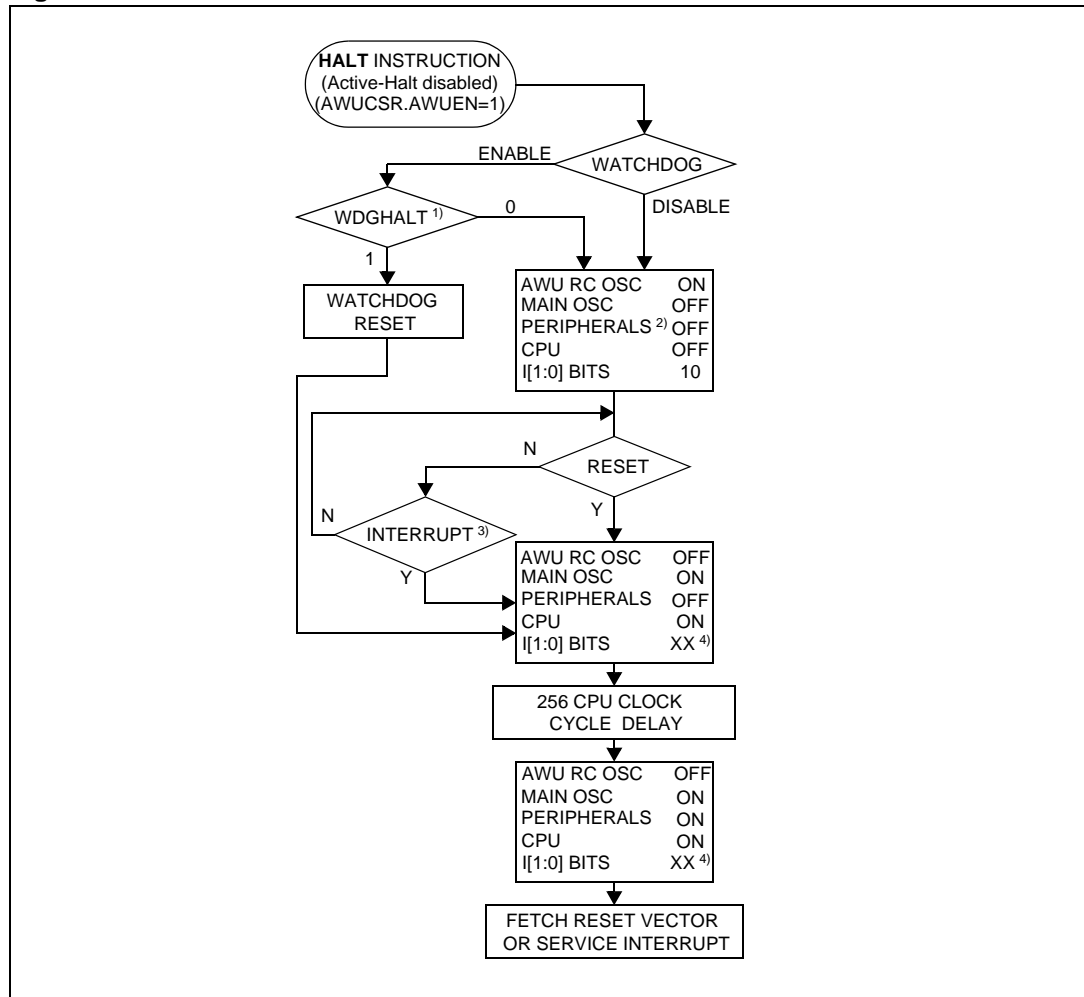 HALT INSTRUCTION
(Active-Halt disabled)
(AWUCSR.AWUEN=1)
ENABLE
WATCHDOG
WDGHALT 1)
0
DISABLE
1
WATCHDOG
RESET
AWU RC OSC ON
MAIN OSC OFF
PERIPHERALS 2) OFF
CPU OFF
I[1:0] BITS 10
N
RESET
N
INTERRUPT 3)
Y
Y
AWU RC OSC OFF
MAIN OSC ON
PERIPHERALS OFF
CPU ON
I[1:0] BITS XX 4)
256 CPU CLOCK
CYCLE DELAY
AWU RC OSC OFF
MAIN OSC ON
PERIPHERALS ON
CPU ON
I[1:0] BITS XX 4)
FETCH RESET VECTOR
OR SERVICE INTERRUPT